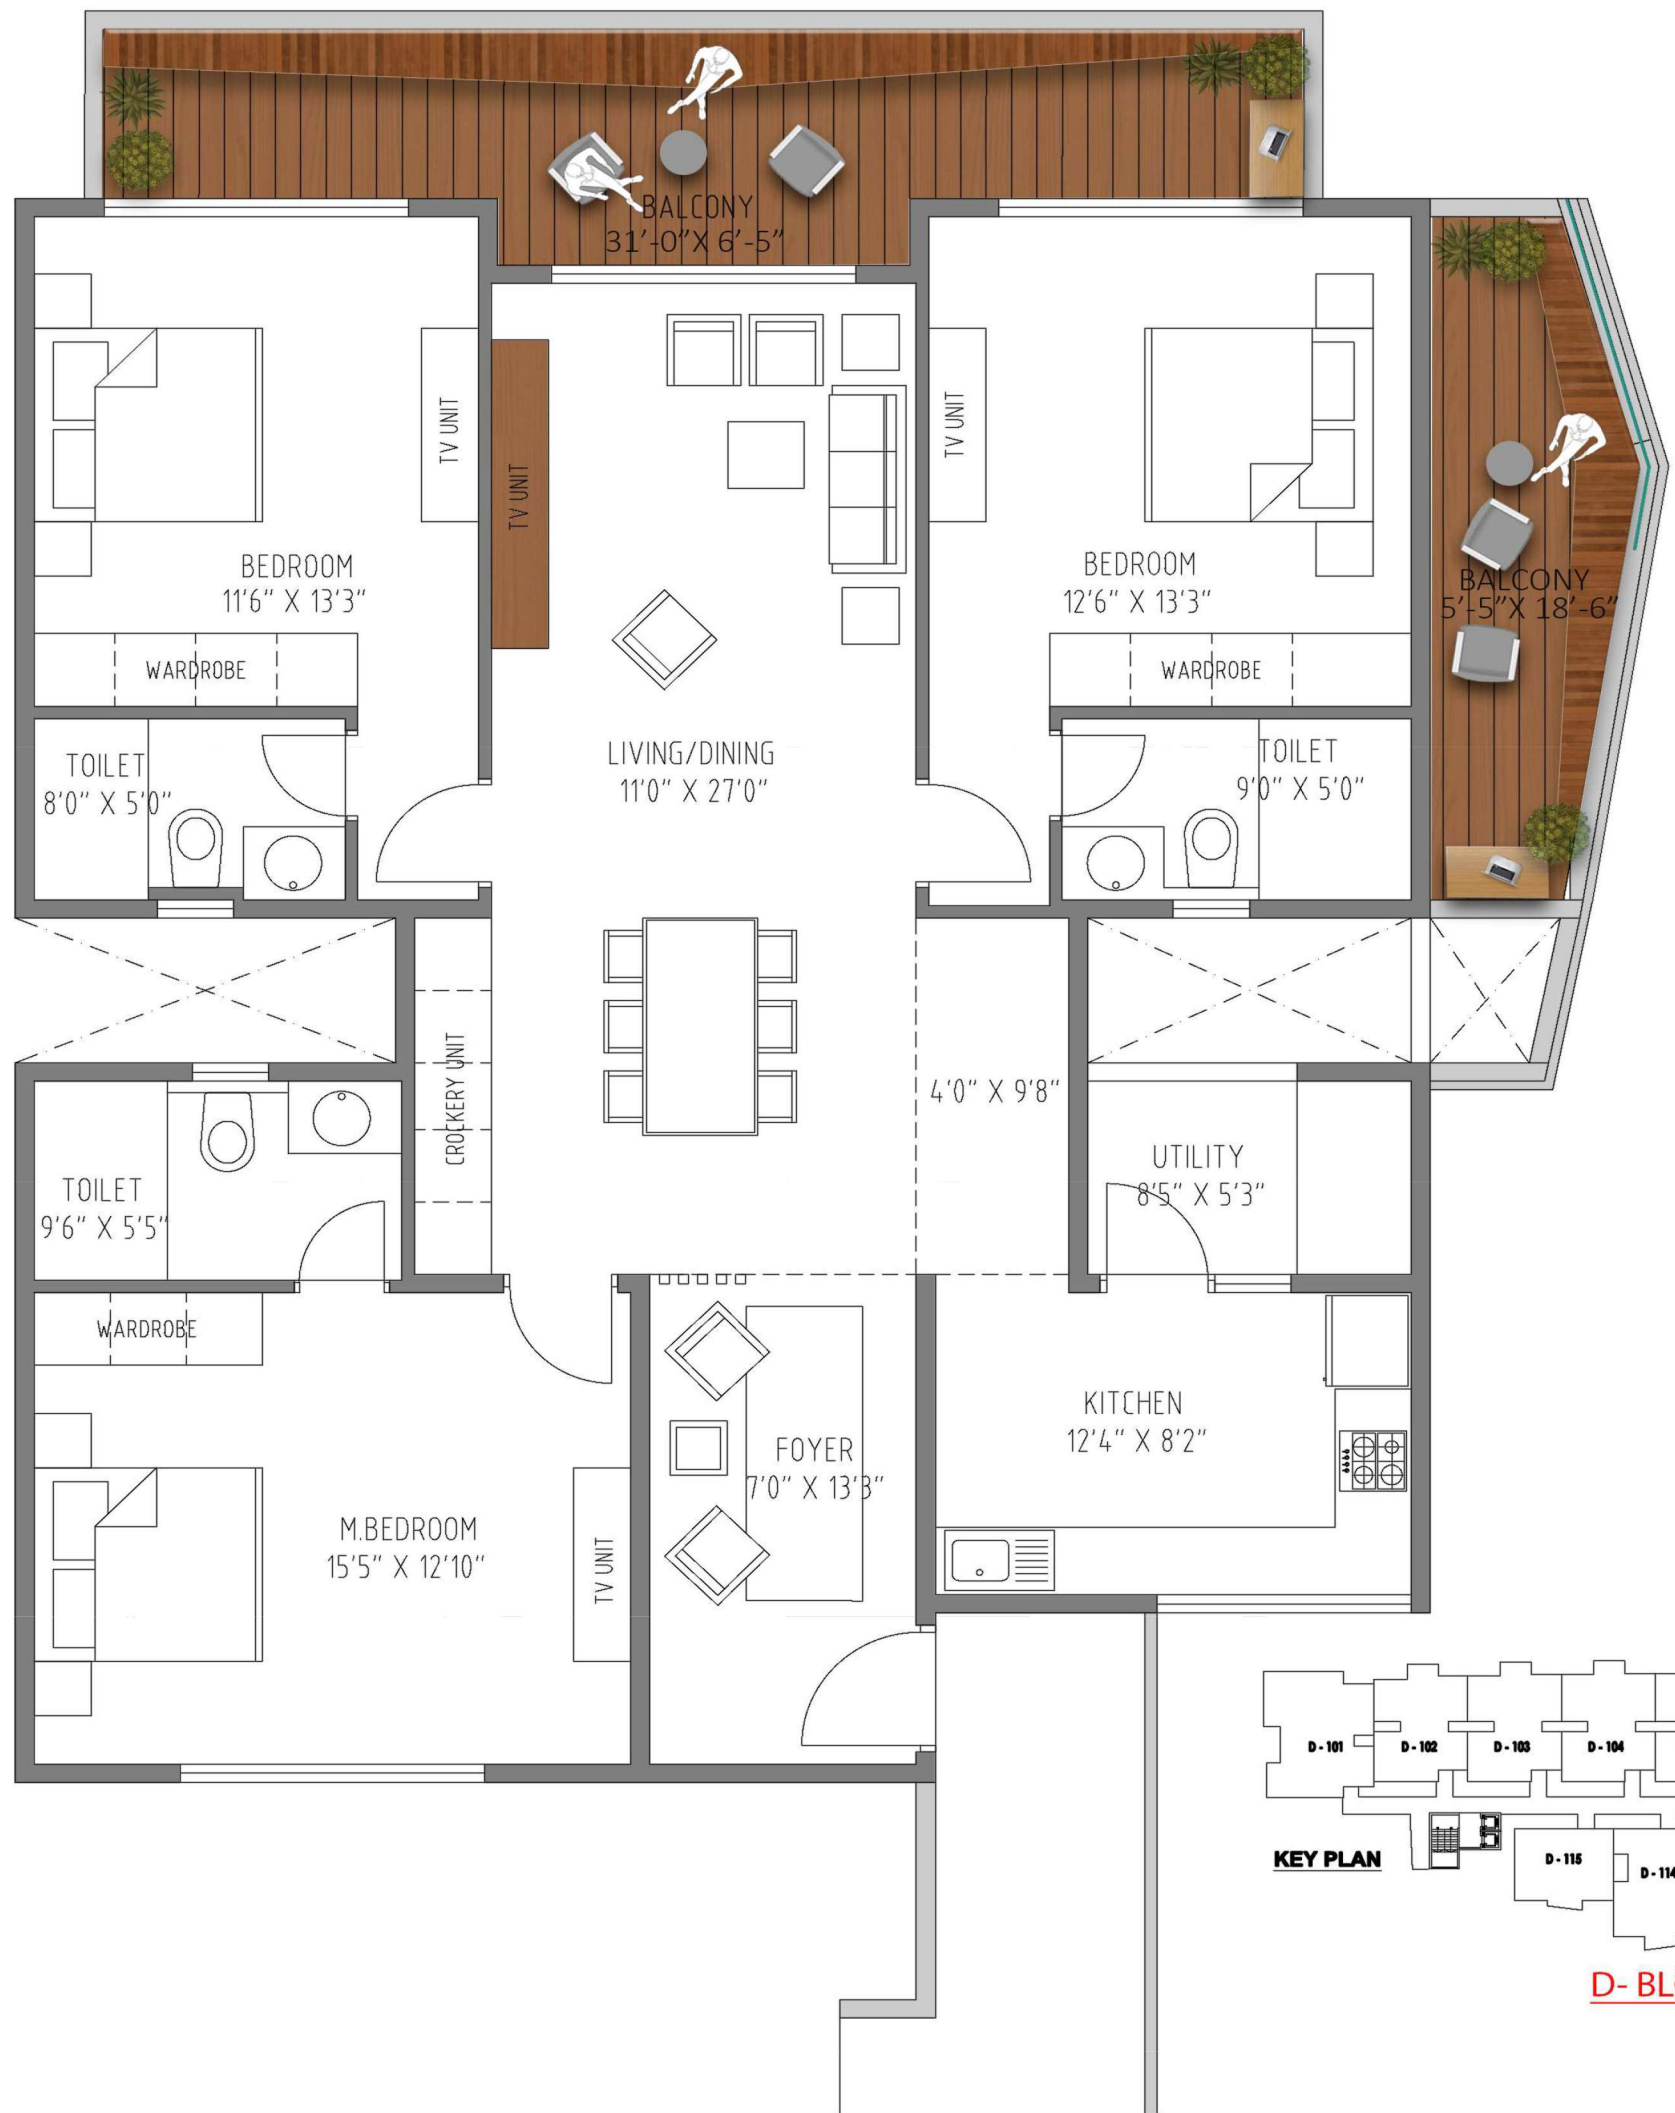 BALCONY
31'-0"X 6'-5"
TV UNIT
TV UNIT
TV UNIT
BEDROOM
11'6" X 13'3"
BEDROOM
12'6" X 13'3"
BALCONY
5'-5"X 18'-6"
WARDROBE
WARDROBE
TOILET
8'0" X 5'0"
LIVING/DINING
11'0" X 27'0"
TOILET
9'0" X 5'0"
CROCKERY UNIT
4'0" X 9'8"
UTILITY
8'5" X 5'3"
TOILET
9'6" X 5'5"
WARDROBE
KITCHEN
12'4" X 8'2"
FOYER
7'0" X 13'3"
M.BEDROOM
15'5" X 12'10"
TV UNIT
D - 101
D - 102
D - 103
D - 104
KEY PLAN
D - 115
D - 114
D- BL